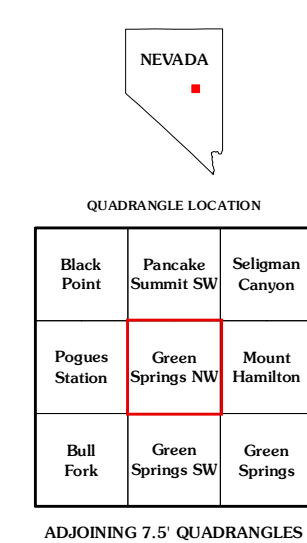 NEVADA
QUADRANGLE LOCATION
Black
Point
Pancake
Summit SW
Seligman
Canyon
Pogues
Station
Green
Springs NW
Mount
Hamilton
Bull
Fork
Green
Springs SW
Green
Springs
ADJOINING 7.5' QUADRANGLES